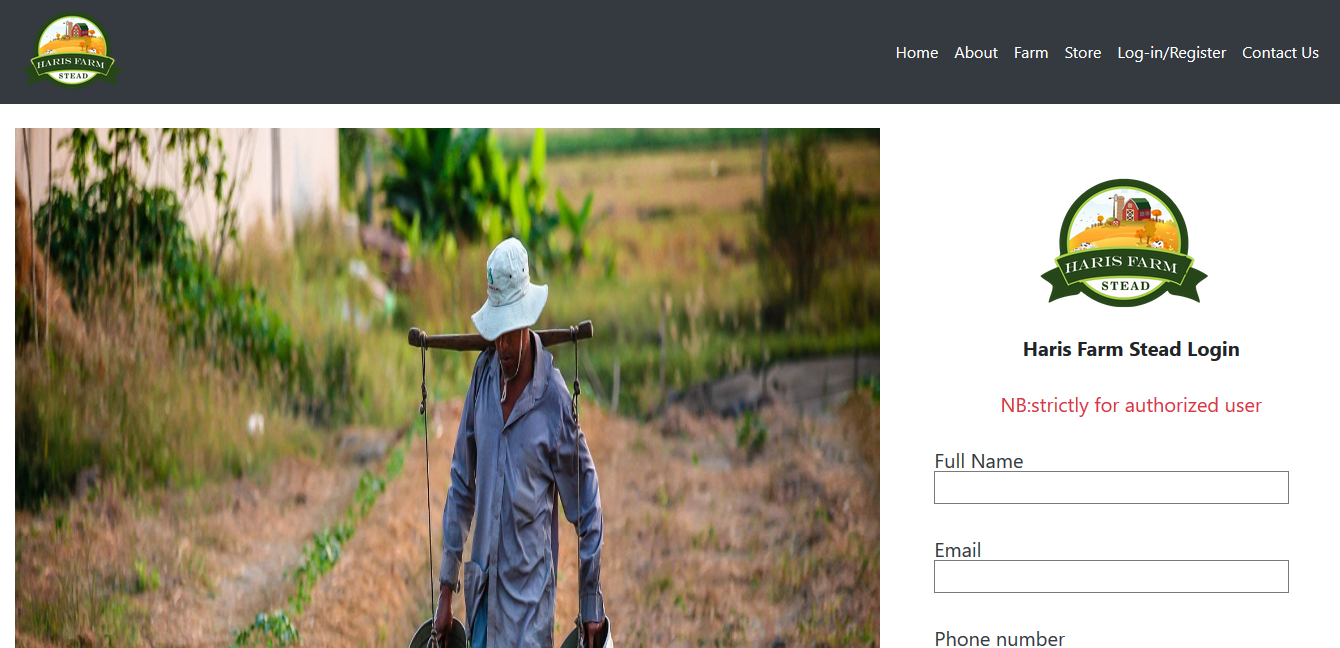 HARIS FARM
STEAD
Home About Farm Store Log-in/Register Contact Us
HARIS FARM
STEAD
Haris Farm Stead Login
NB:strictly for authorized user
Full Name
Email
Phone number